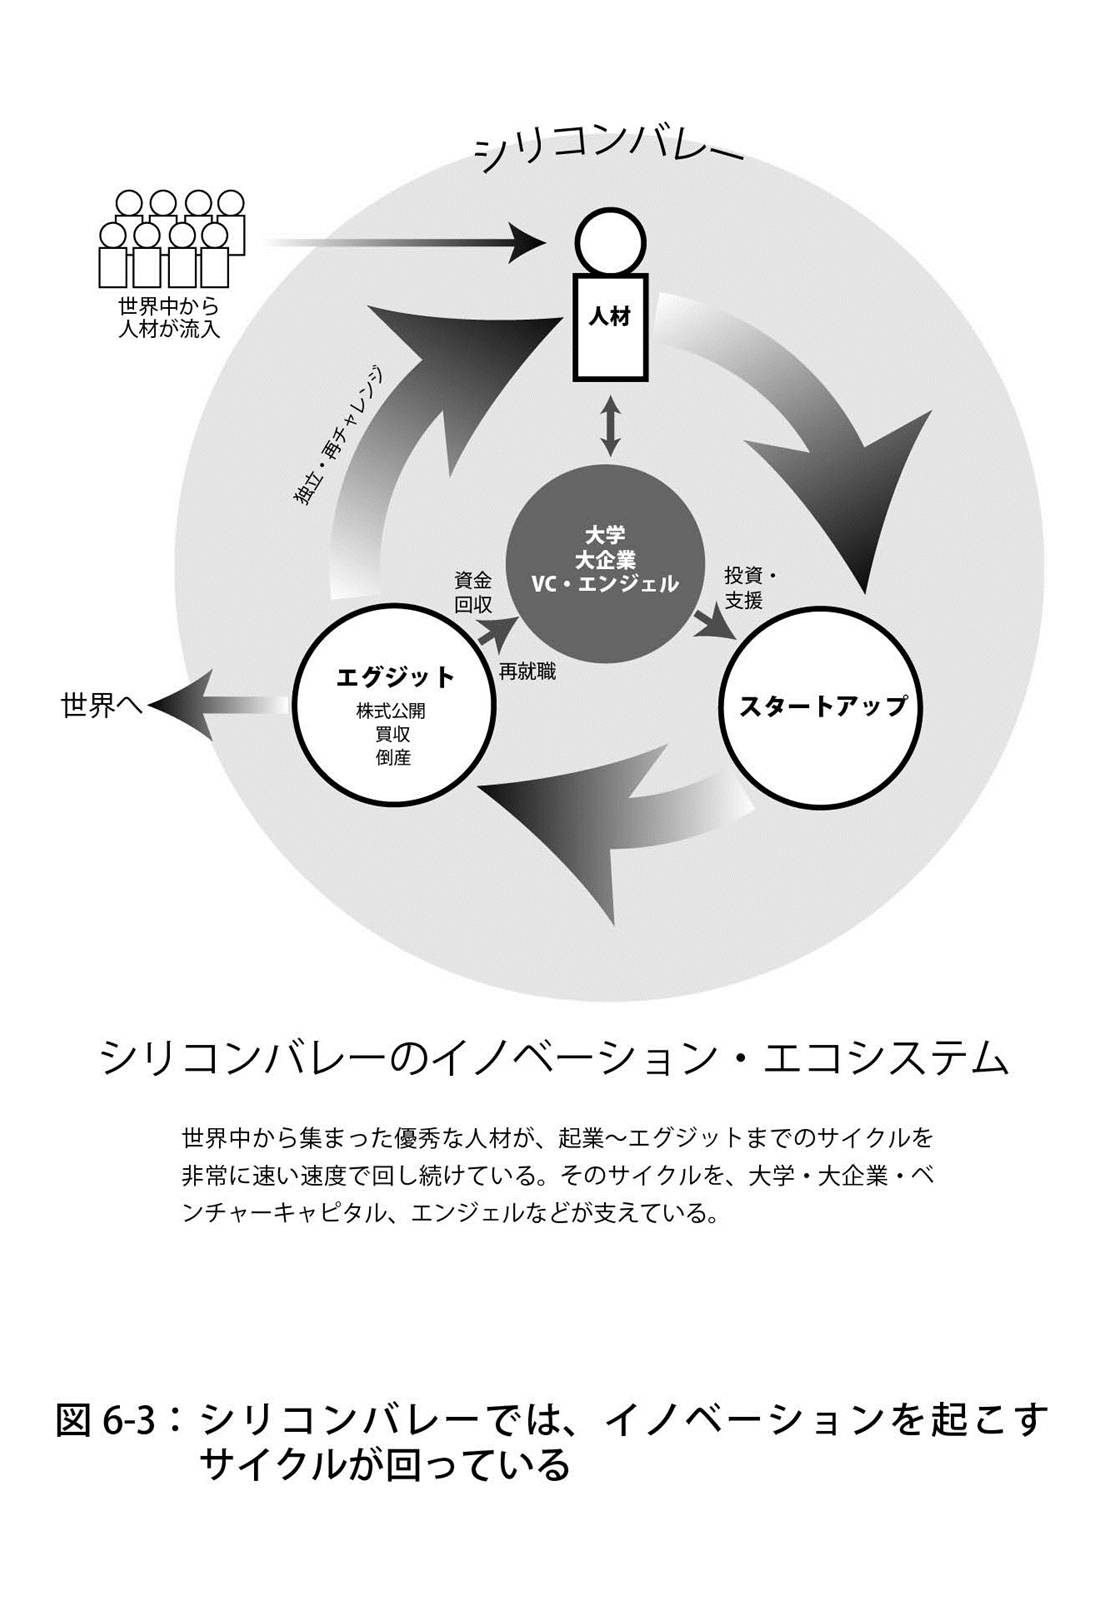 シリコンバレー
世界中から
人材が流入
人材
独立・再チャレンジ
大学
大企業
VC・エンジェル
資金
回収
投資・
支援
再就職
エグジット
株式公開
買収
倒産
世界へ
スタートアップ
シリコンバレーのイノベーション・エコシステム
世界中から集まった優秀な人材が、起業〜エグジットまでのサイクルを
非常に速い速度で回し続けている。そのサイクルを、大学・大企業・ベ
ンチャーキャピタル、エンジェルなどが支えている。
図 6-3：シリコンバレーでは、イノベーションを起こす
サイクルが回っている